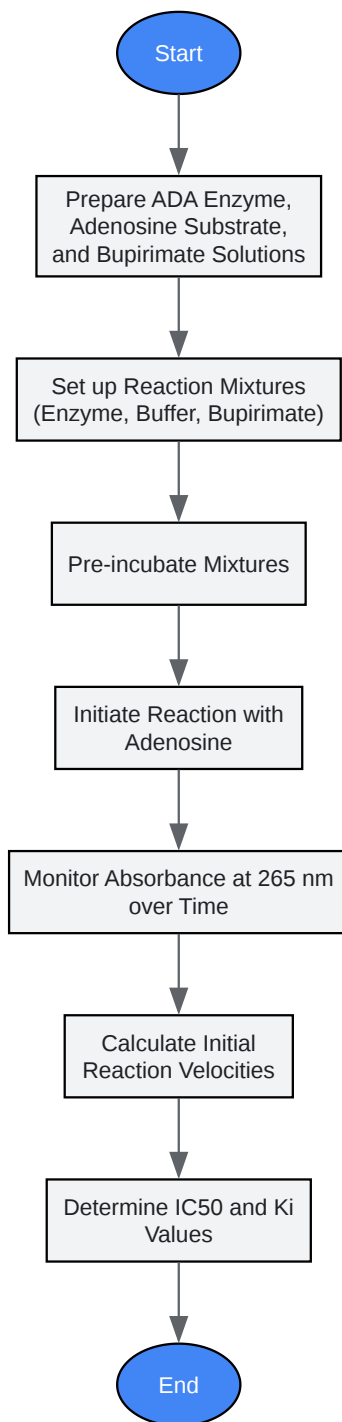 Start
Prepare ADA Enzyme,
Adenosine Substrate,
and Bupirimate Solutions
Set up Reaction Mixtures
(Enzyme, Buffer, Bupirimate)
Pre-incubate Mixtures
Initiate Reaction with
Adenosine
Monitor Absorbance at 265 nm
over Time
Calculate Initial
Reaction Velocities
Determine IC50 and Ki
Values
End